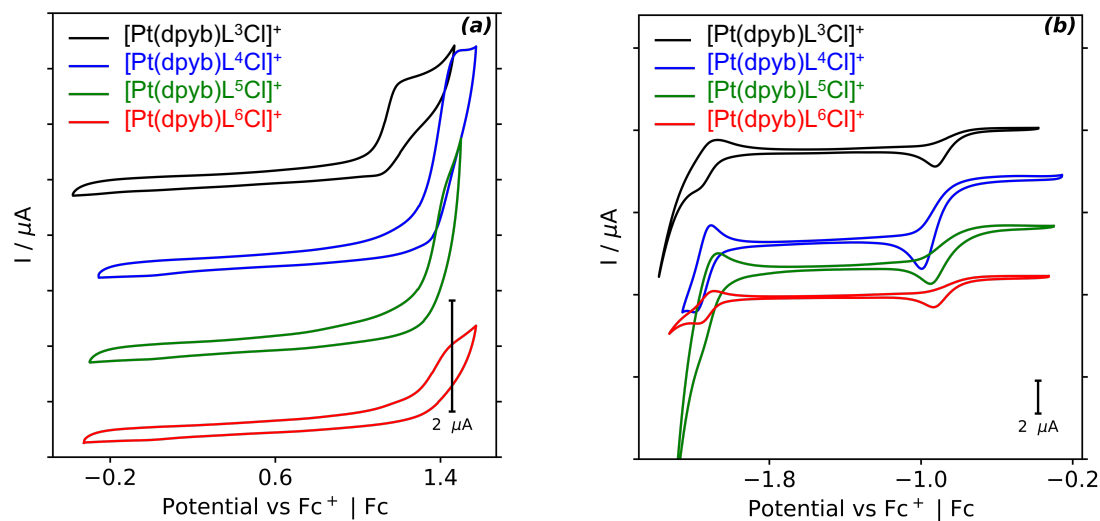 (a)
[Pt(dpyb)L³Cl]⁺
[Pt(dpyb)L⁴Cl]⁺
[Pt(dpyb)L⁵Cl]⁺
[Pt(dpyb)L⁶Cl]⁺
I / μA
2 μA
−0.2 0.6 1.4
Potential vs Fc⁺ | Fc
(b)
[Pt(dpyb)L³Cl]⁺
[Pt(dpyb)L⁴Cl]⁺
[Pt(dpyb)L⁵Cl]⁺
[Pt(dpyb)L⁶Cl]⁺
I / μA
2 μA
−1.8 −1.0 −0.2
Potential vs Fc⁺ | Fc